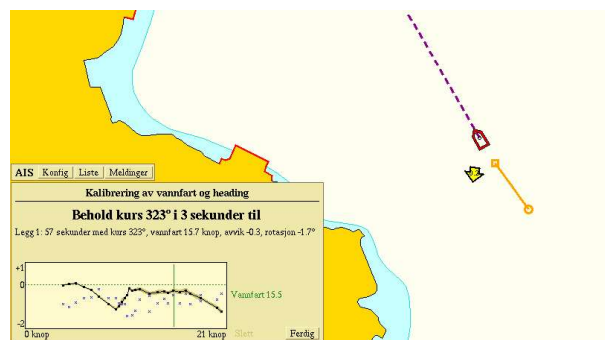 AIS Konfig Liste Meldinger
Kalibrering av vannfart og heading
Behold kurs 323° i 3 sekunder til
Legg 1: 57 sekunder med kurs 323°, vannfart 15.7 knop, avvik -0.3, rotasjon -1.7°
+1
0
Vannfart 15.5
-2
0 knop
21 knop
Slett
Ferdig